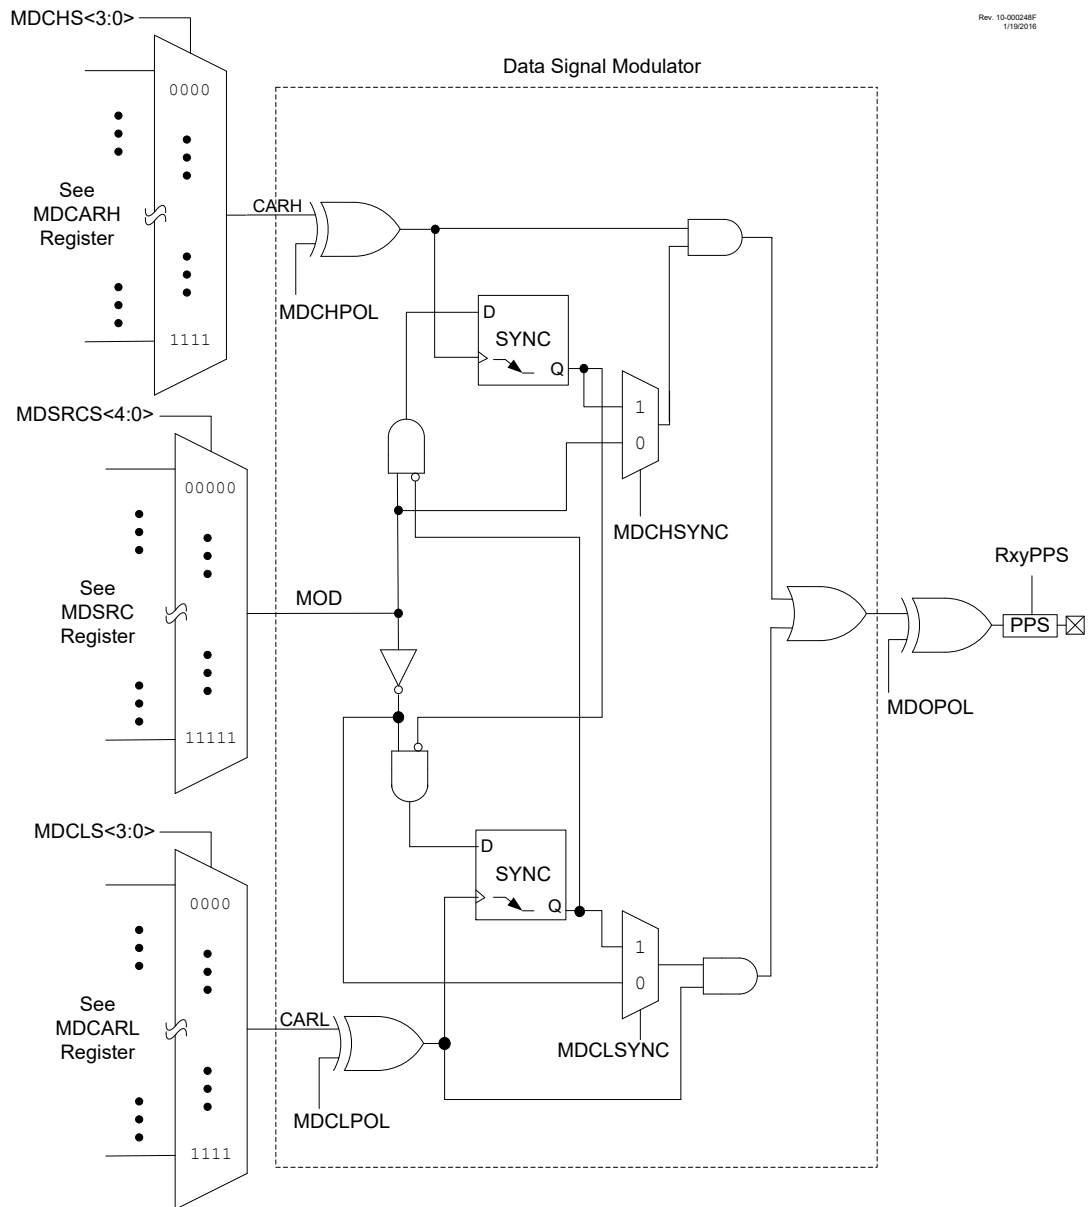 MDCHS<3:0>
Rev. 10-000248F
1/19/2016
Data Signal Modulator
0000
See
MDCARH
Register
CARH
MDCHPOL
1111
D
SYNC
Q
1
0
MDCHSYNC
MDSRCS<4:0>
00000
See
MDSRC
Register
MOD
11111
RxyPPS
PPS
MDOPOL
MDCLS<3:0>
0000
D
SYNC
Q
1
0
MDCLSYNC
See
MDCARL
Register
CARL
MDCLPOL
1111